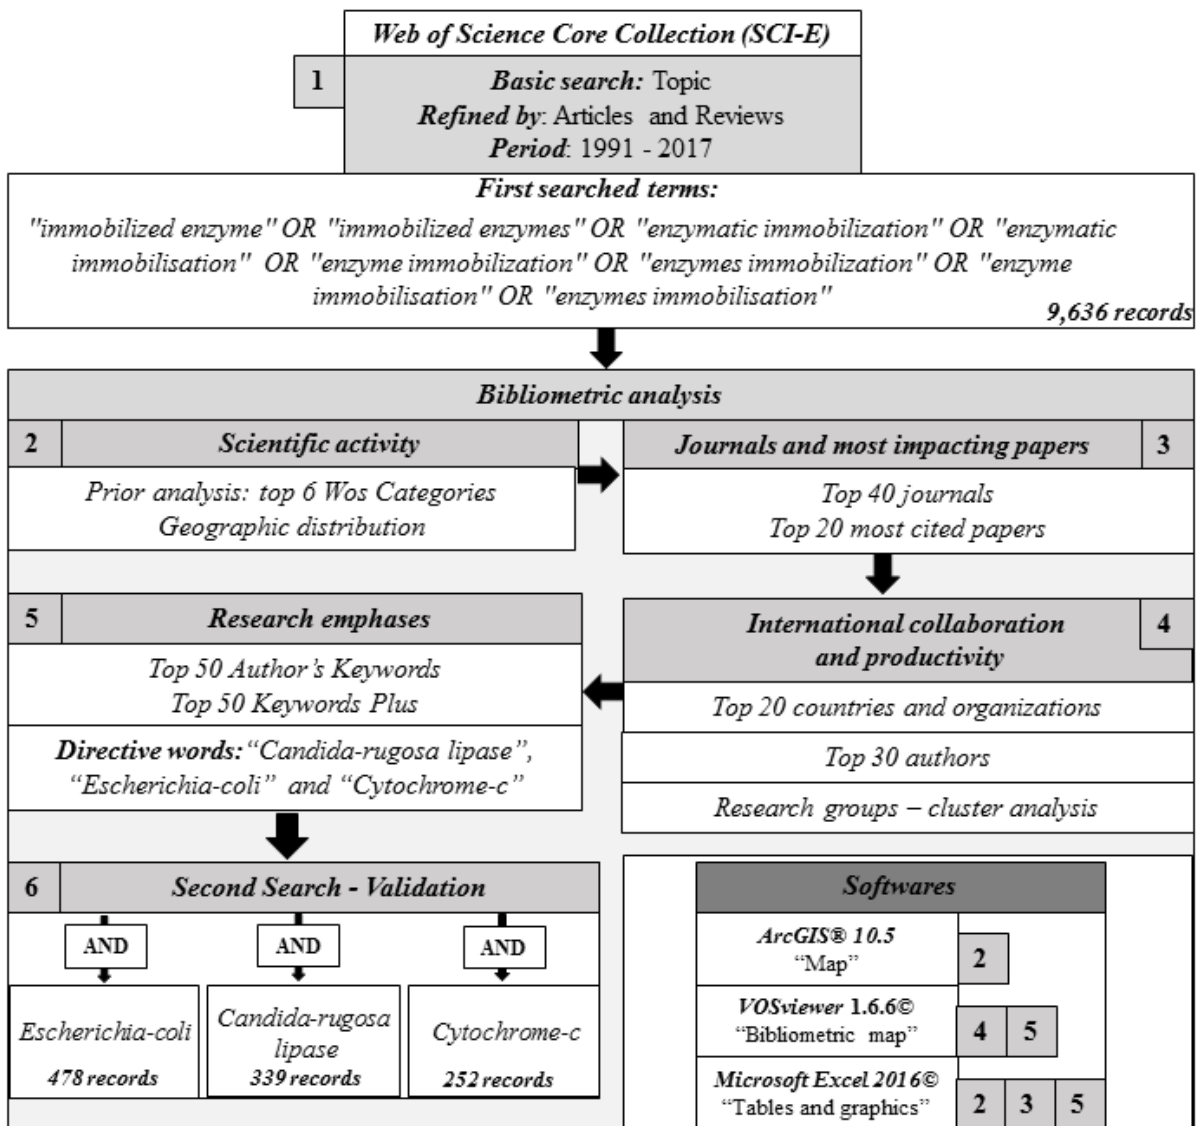 Web of Science Core Collection (SCI-E)
1
Basic search: Topic
Refined by: Articles and Reviews
Period: 1991 - 2017
First searched terms:
"immobilized enzyme" OR "immobilized enzymes" OR "enzymatic immobilization" OR "enzymatic
immobilisation" OR "enzyme immobilization" OR "enzymes immobilization" OR "enzyme
immobilisation" OR "enzymes immobilisation"
9,636 records
Bibliometric analysis
2
Scientific activity
Prior analysis: top 6 Wos Categories
Geographic distribution
Journals and most impacting papers
3
Top 40 journals
Top 20 most cited papers
International collaboration
and productivity
4
Top 20 countries and organizations
Top 30 authors
Research groups – cluster analysis
5
Research emphases
Top 50 Author's Keywords
Top 50 Keywords Plus
Directive words: “Candida-rugosa lipase”,
“Escherichia-coli” and “Cytochrome-c”
6
Second Search - Validation
AND
AND
AND
Escherichia-coli
478 records
Candida-rugosa
lipase
339 records
Cytochrome-c
252 records
Softwares
ArcGIS® 10.5
“Map”
2
VOSviewer 1.6.6©
“Bibliometric map”
4 5
Microsoft Excel 2016©
“Tables and graphics”
2 3 5